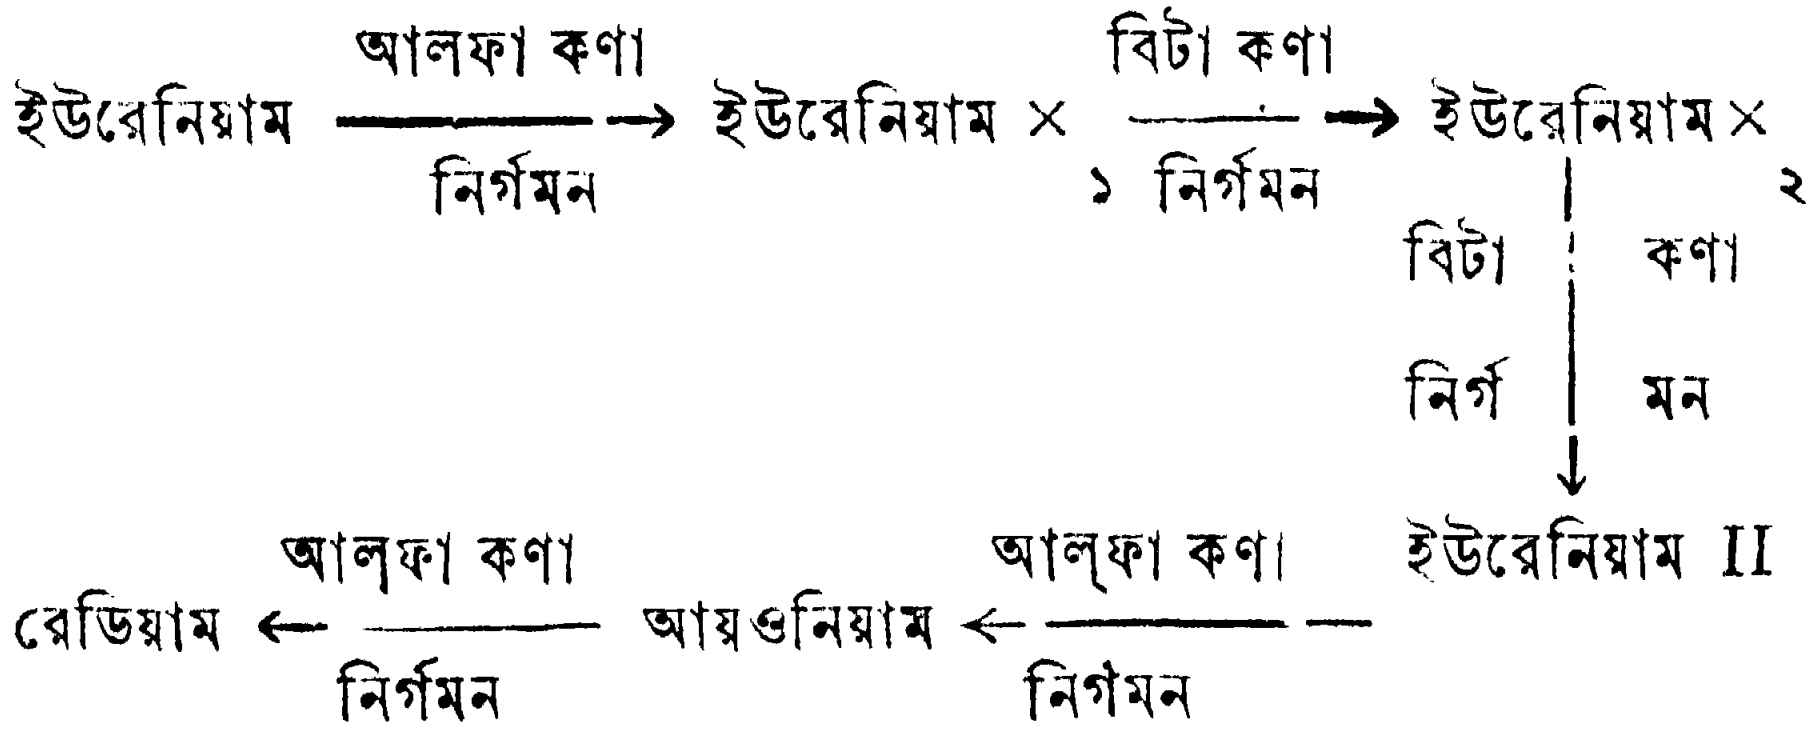 আলফা কণা বিটা কণা
ইউরেনিয়াম → ইউরেনিয়াম × → ইউরেনিয়াম ×
নির্গমন ১ নির্গমন ২
বিটা কণা
নির্গ মন
আল্ফা কণা আল্ফা কণা ইউরেনিয়াম II
রেডিয়াম ← আয়ওনিয়াম ←
নির্গমন নির্গমন